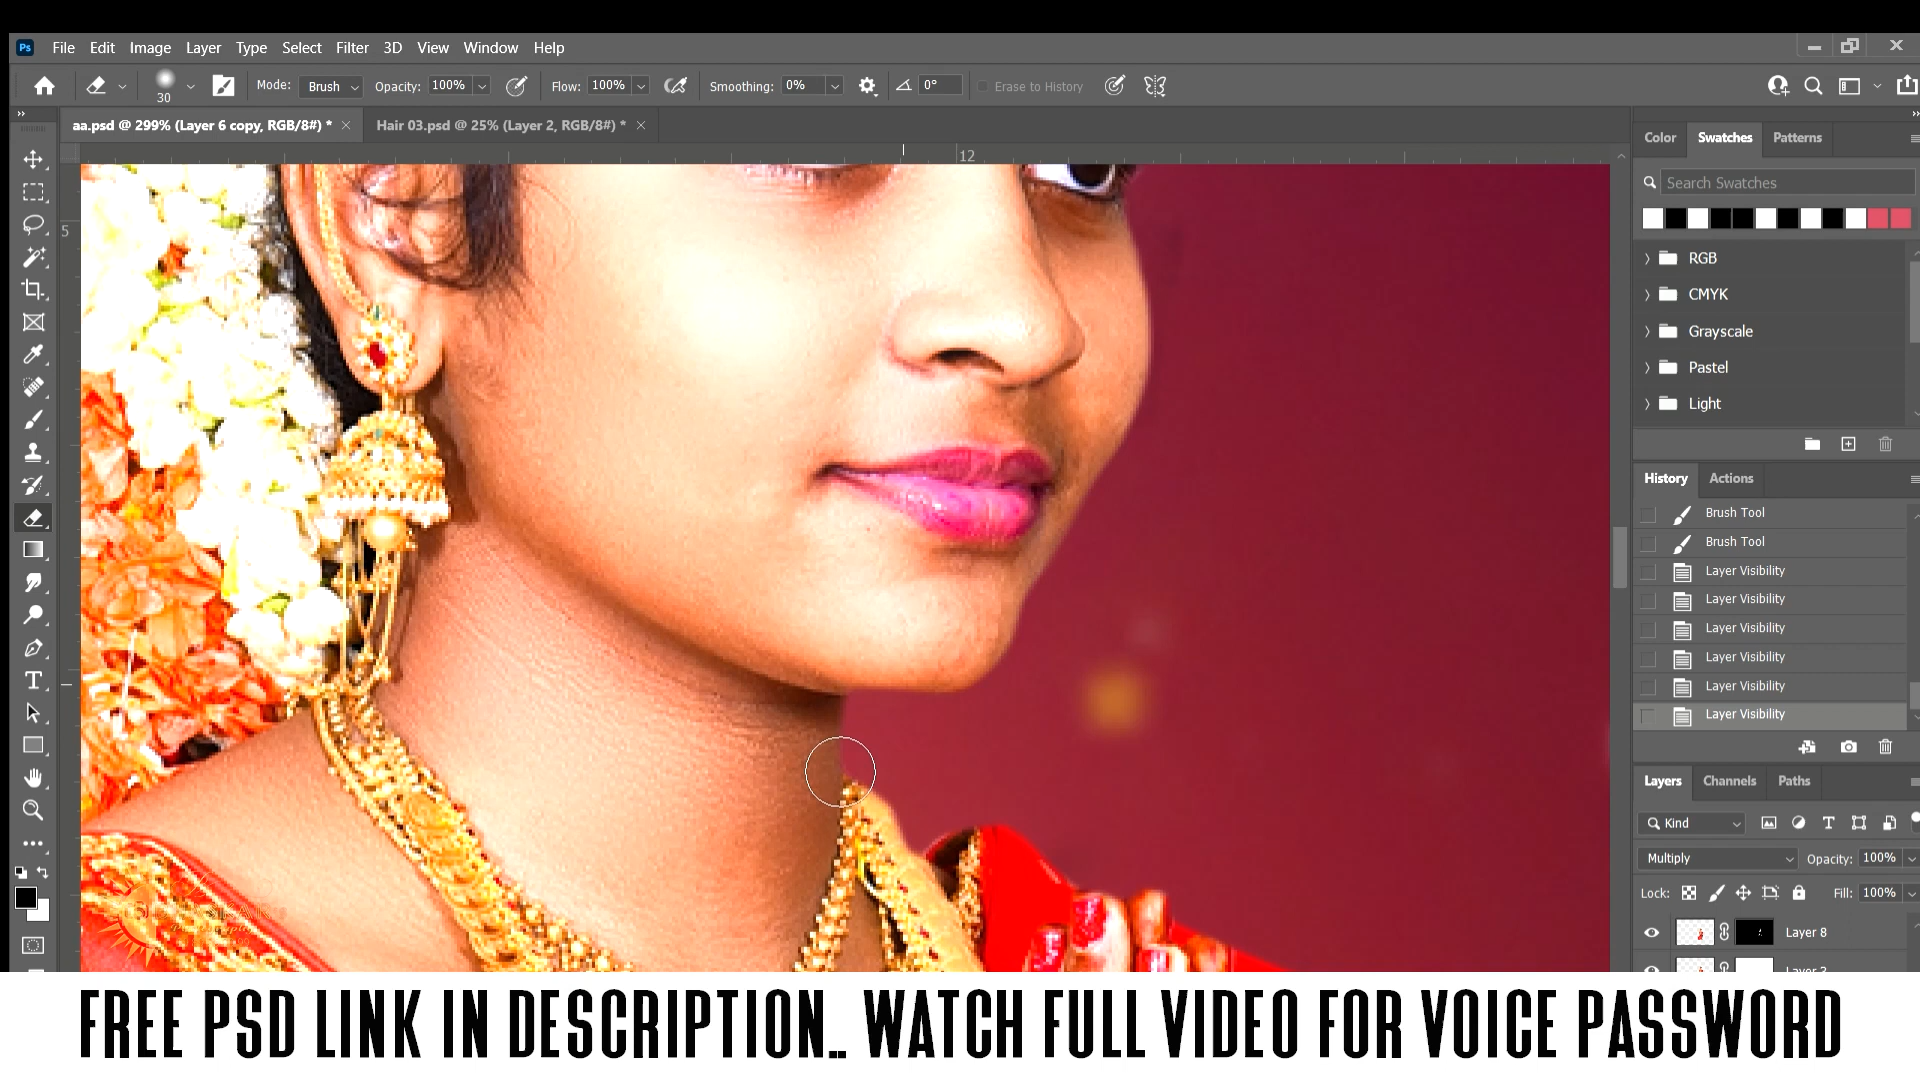 Ps File Edit Image Layer Type Select Filter 3D View Window Help
30 Mode: Brush Opacity: 100% Flow: 100% Smoothing: 0% 0° Erase to History
aa.psd @ 299% (Layer 6 copy, RGB/8#) * Hair 03.psd @ 25% (Layer 2, RGB/8#) *
12
5
Color Swatches Patterns
Search Swatches
RGB
CMYK
Grayscale
Pastel
Light
History Actions
Brush Tool
Brush Tool
Layer Visibility
Layer Visibility
Layer Visibility
Layer Visibility
Layer Visibility
Layer Visibility
Layers Channels Paths
Kind
Multiply Opacity: 100%
Lock: Fill: 100%
Layer 8
FREE PSD LINK IN DESCRIPTION.. WATCH FULL VIDEO FOR VOICE PASSWORD